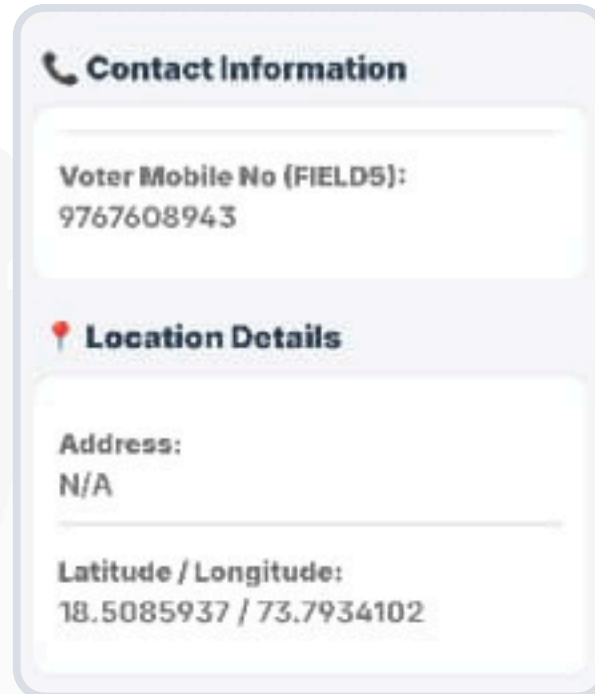 Contact Information
Voter Mobile No (FIELD5):
9767608943
Location Details
Address:
N/A
Latitude / Longitude:
18.5085937 / 73.7934102